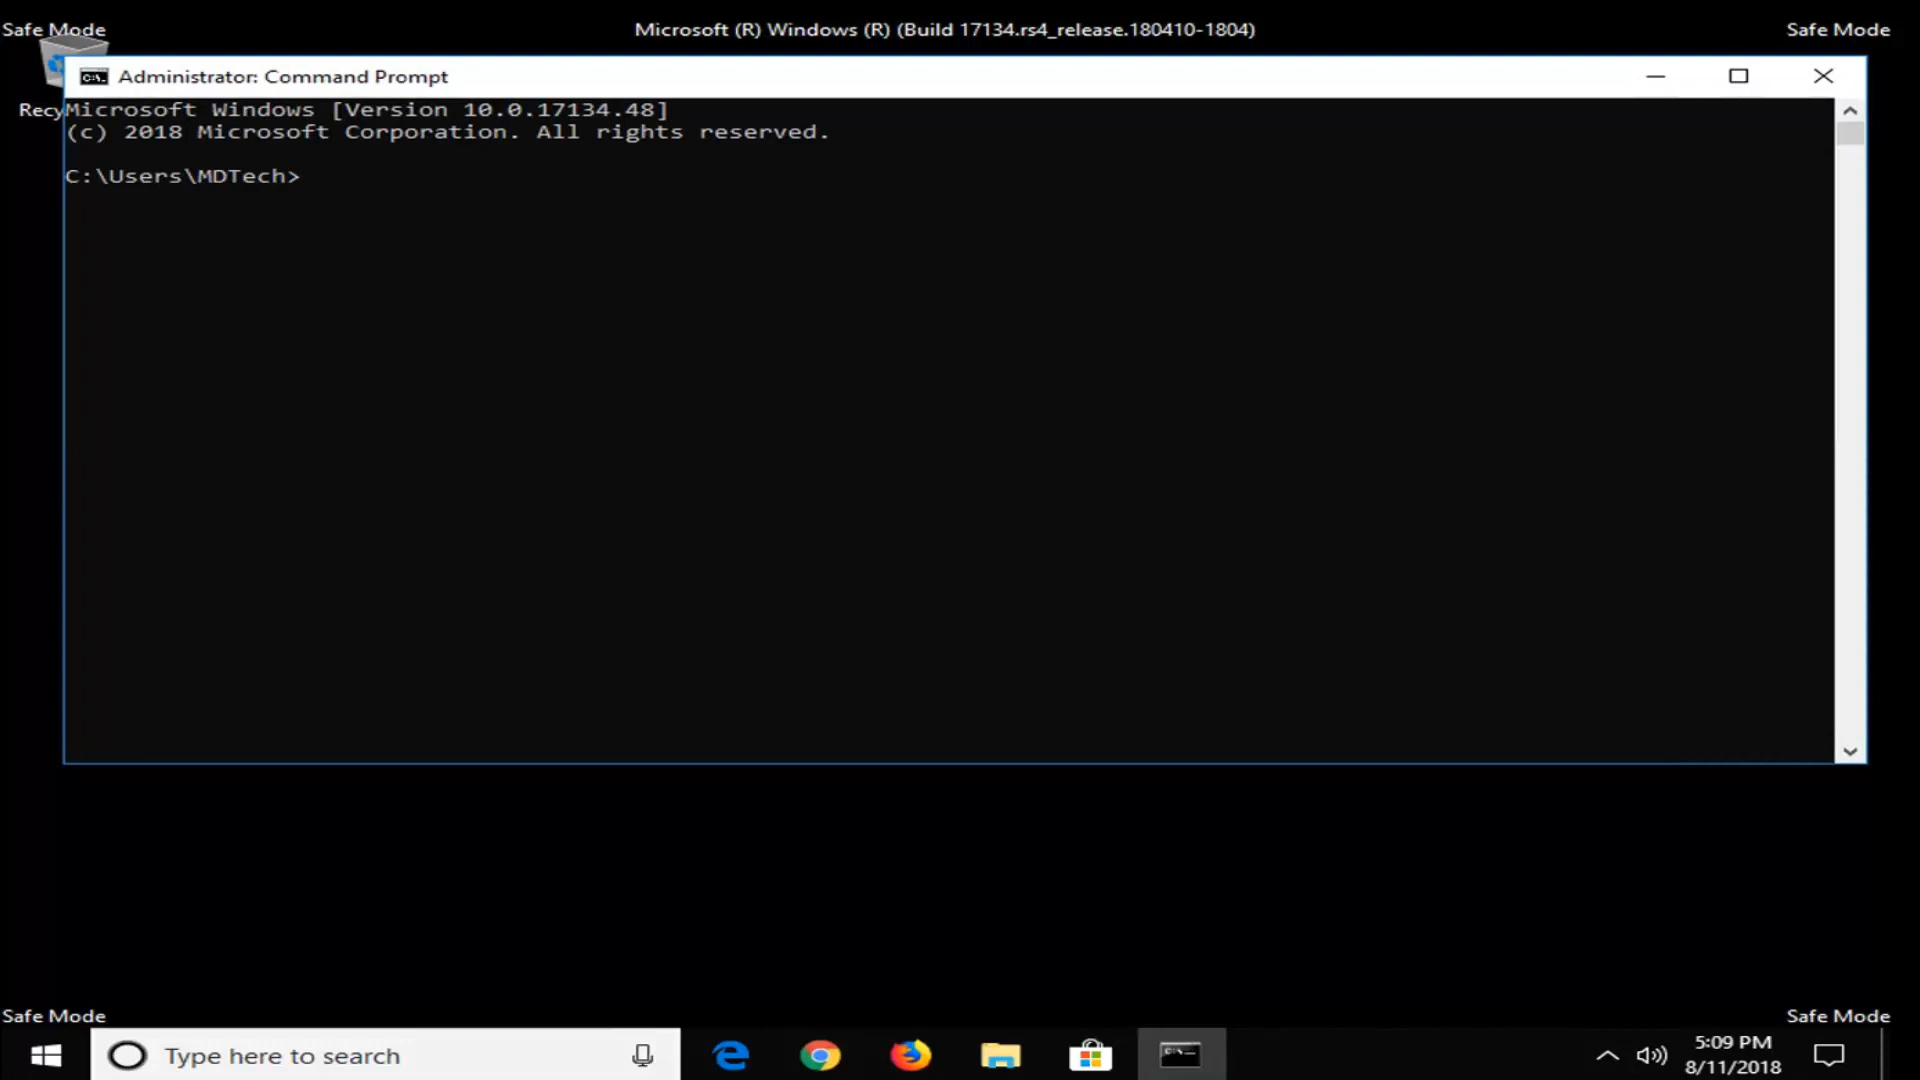 Safe Mode
Microsoft (R) Windows (R) (Build 17134.rs4_release.180410-1804)
Safe Mode
Administrator: Command Prompt
Recy
Microsoft Windows [Version 10.0.17134.48]
(c) 2018 Microsoft Corporation. All rights reserved.
C:\Users\MDTech>
Safe Mode
Safe Mode
Type here to search
5:09 PM
8/11/2018